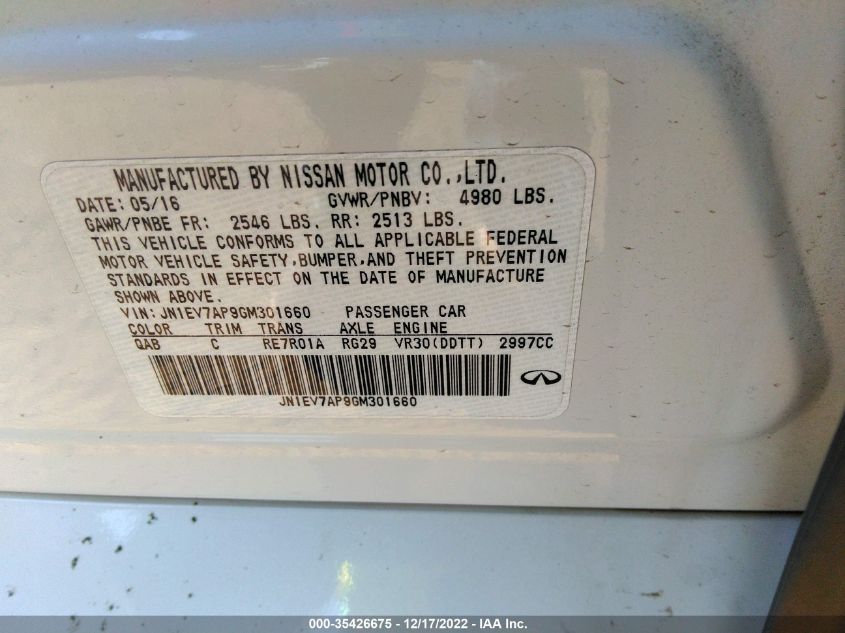 MANUFACTURED BY NISSAN MOTOR CO.,LTD.
DATE: 05/16 GVWR/PNBV: 4980 LBS.
GAWR/PNBE FR: 2546 LBS. RR: 2513 LBS.
THIS VEHICLE CONFORMS TO ALL APPLICABLE FEDERAL
MOTOR VEHICLE SAFETY,BUMPER,AND THEFT PREVENTION
STANDARDS IN EFFECT ON THE DATE OF MANUFACTURE
SHOWN ABOVE.
VIN: JN1EV7AP9GM301660 PASSENGER CAR
COLOR TRIM TRANS AXLE ENGINE
QAB C RE7R01A RG29 VR30(DDTT) 2997CC
JN1EV7AP9GM301660
000-35426675 - 12/17/2022 - IAA Inc.